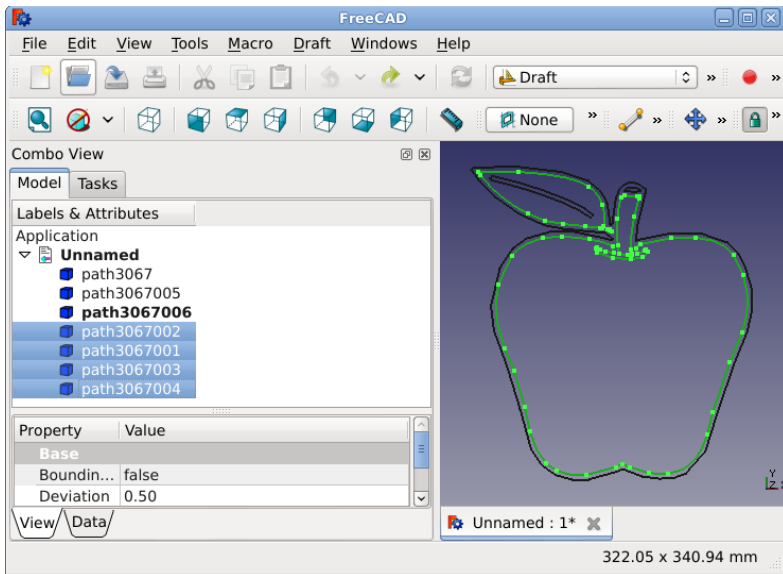 FreeCAD
File Edit View Tools Macro Draft Windows Help
Draft » »
None » » » »
Combo View
Model Tasks
Labels & Attributes
Application
Unnamed
path3067
path3067005
path3067006
path3067002
path3067001
path3067003
path3067004
Property Value
Base
Boundin... false
Deviation 0.50
View Data
Unnamed : 1*
Y
Z
322.05 x 340.94 mm